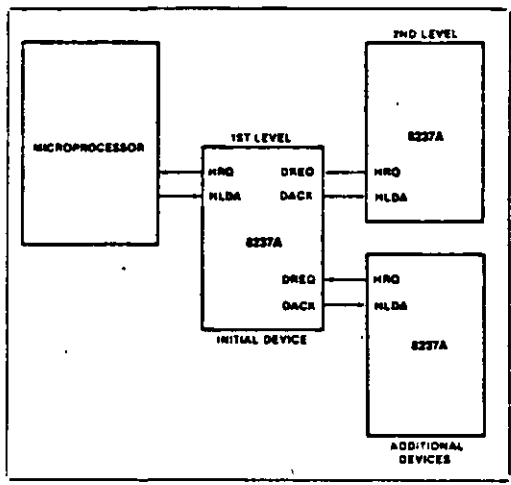 2ND LEVEL
8237A
HRQ
HLDA
MICROPROCESSOR
1ST LEVEL
HRQ
DREQ
HLDA
DACK
8237A
DREQ
DACK
INITIAL DEVICE
HRQ
HLDA
8237A
ADDITIONAL
DEVICES